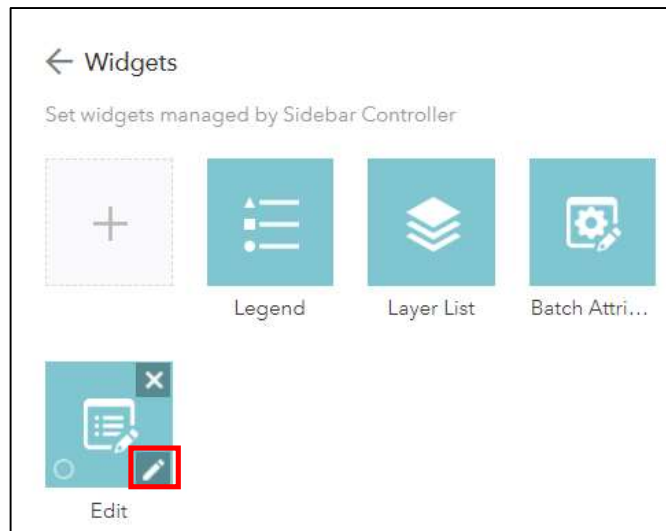 Widgets
Set widgets managed by Sidebar Controller
Legend
Layer List
Batch Attri...
Edit